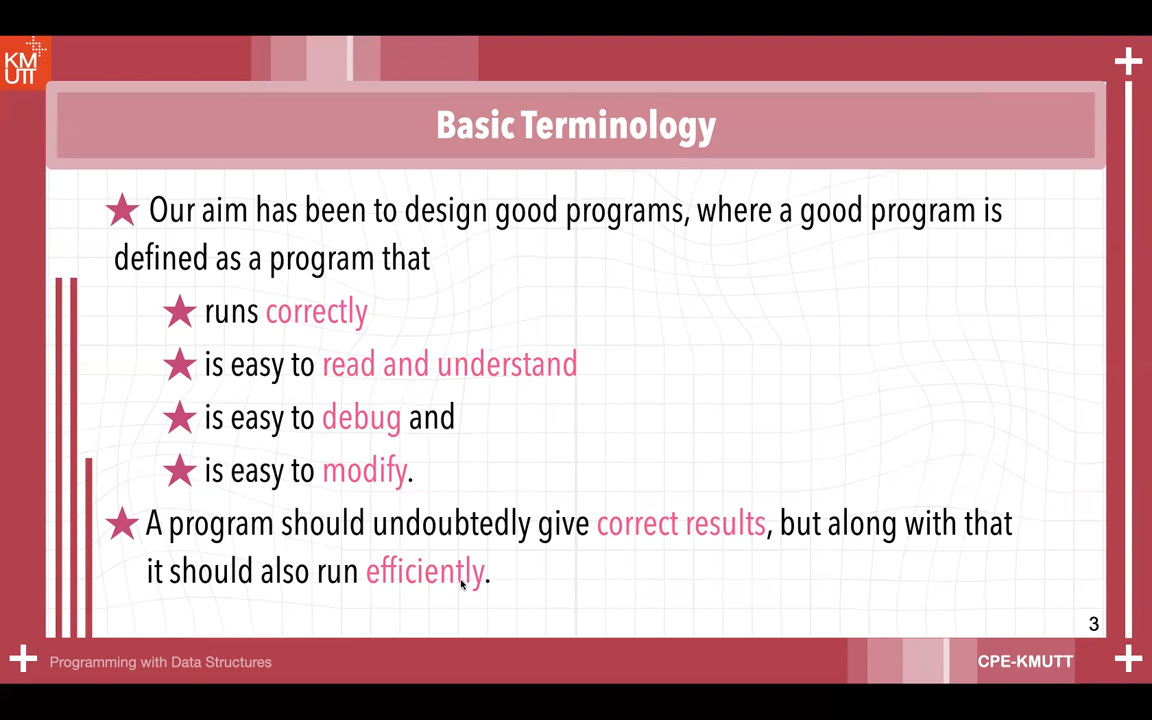 KM
UTT
Basic Terminology
Our aim has been to design good programs, where a good program is
defined as a program that
runs correctly
is easy to read and understand
is easy to debug and
is easy to modify.
A program should undoubtedly give correct results, but along with that
it should also run efficiently.
3
Programming with Data Structures
CPE-KMUTT